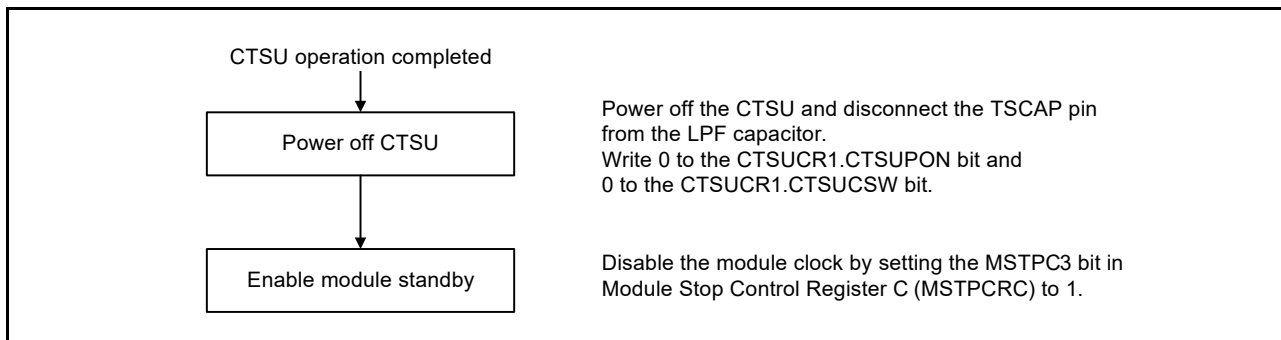 CTSU operation completed
Power off CTSU
Power off the CTSU and disconnect the TSCAP pin
from the LPF capacitor.
Write 0 to the CTSUCR1.CTSUPON bit and
0 to the CTSUCR1.CTSUCSW bit.
Enable module standby
Disable the module clock by setting the MSTPC3 bit in
Module Stop Control Register C (MSTPCRC) to 1.